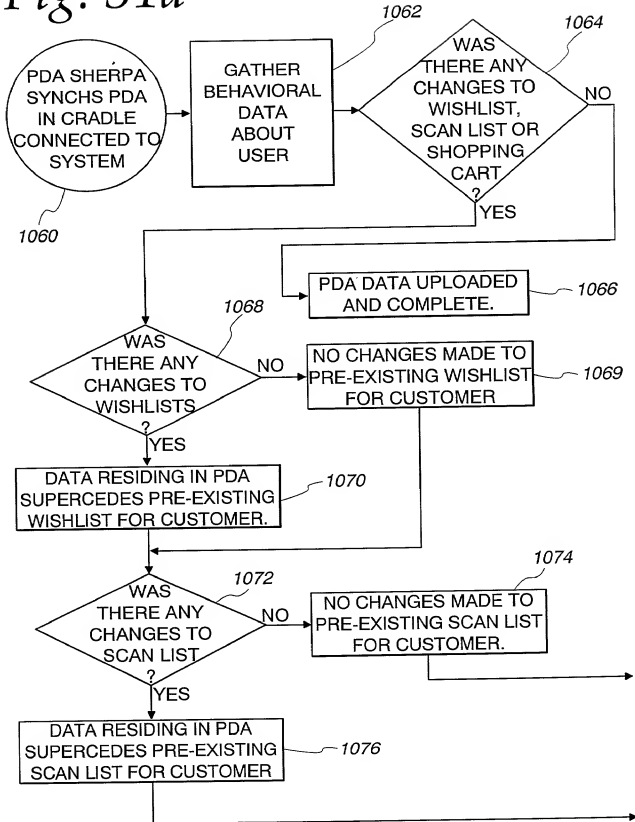 Fig. 51a
1062
1064
PDA SHERPA
SYNCHS PDA
IN CRADLE
CONNECTED TO
SYSTEM
1060
GATHER
BEHAVIORAL
DATA
ABOUT
USER
WAS
THERE ANY
CHANGES TO
WISHLIST,
SCAN LIST OR
SHOPPING
CART
?
NO
YES
PDA DATA UPLOADED
AND COMPLETE.
1066
1068
WAS
THERE ANY
CHANGES TO
WISHLISTS
?
NO
YES
NO CHANGES MADE TO
PRE-EXISTING WISHLIST
FOR CUSTOMER
1069
DATA RESIDING IN PDA
SUPERCEDES PRE-EXISTING
WISHLIST FOR CUSTOMER.
1070
1072
WAS
THERE ANY
CHANGES TO
SCAN LIST
?
NO
YES
1074
NO CHANGES MADE TO
PRE-EXISTING SCAN LIST
FOR CUSTOMER.
DATA RESIDING IN PDA
SUPERCEDES PRE-EXISTING
SCAN LIST FOR CUSTOMER
1076